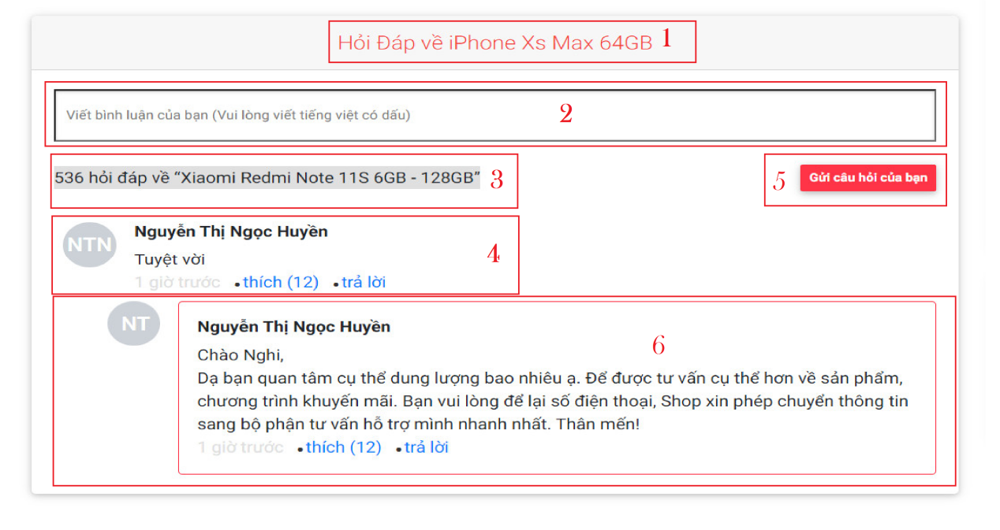 Hỏi Đáp về iPhone Xs Max 64GB 1
Viết bình luận của bạn (Vui lòng viết tiếng việt có dấu) 2
536 hỏi đáp về “Xiaomi Redmi Note 11S 6GB - 128GB” 3
5 Gửi câu hỏi của bạn
NTN
Nguyễn Thị Ngọc Huyền
Tuyệt vời
4
1 giờ trước •thích (12) •trả lời
NT
Nguyễn Thị Ngọc Huyền
6
Chào Nghi,
Dạ bạn quan tâm cụ thể dung lượng bao nhiêu ạ. Để được tư vấn cụ thể hơn về sản phẩm,
chương trình khuyến mãi. Bạn vui lòng để lại số điện thoại, Shop xin phép chuyển thông tin
sang bộ phận tư vấn hỗ trợ mình nhanh nhất. Thân mến!
1 giờ trước •thích (12) •trả lời